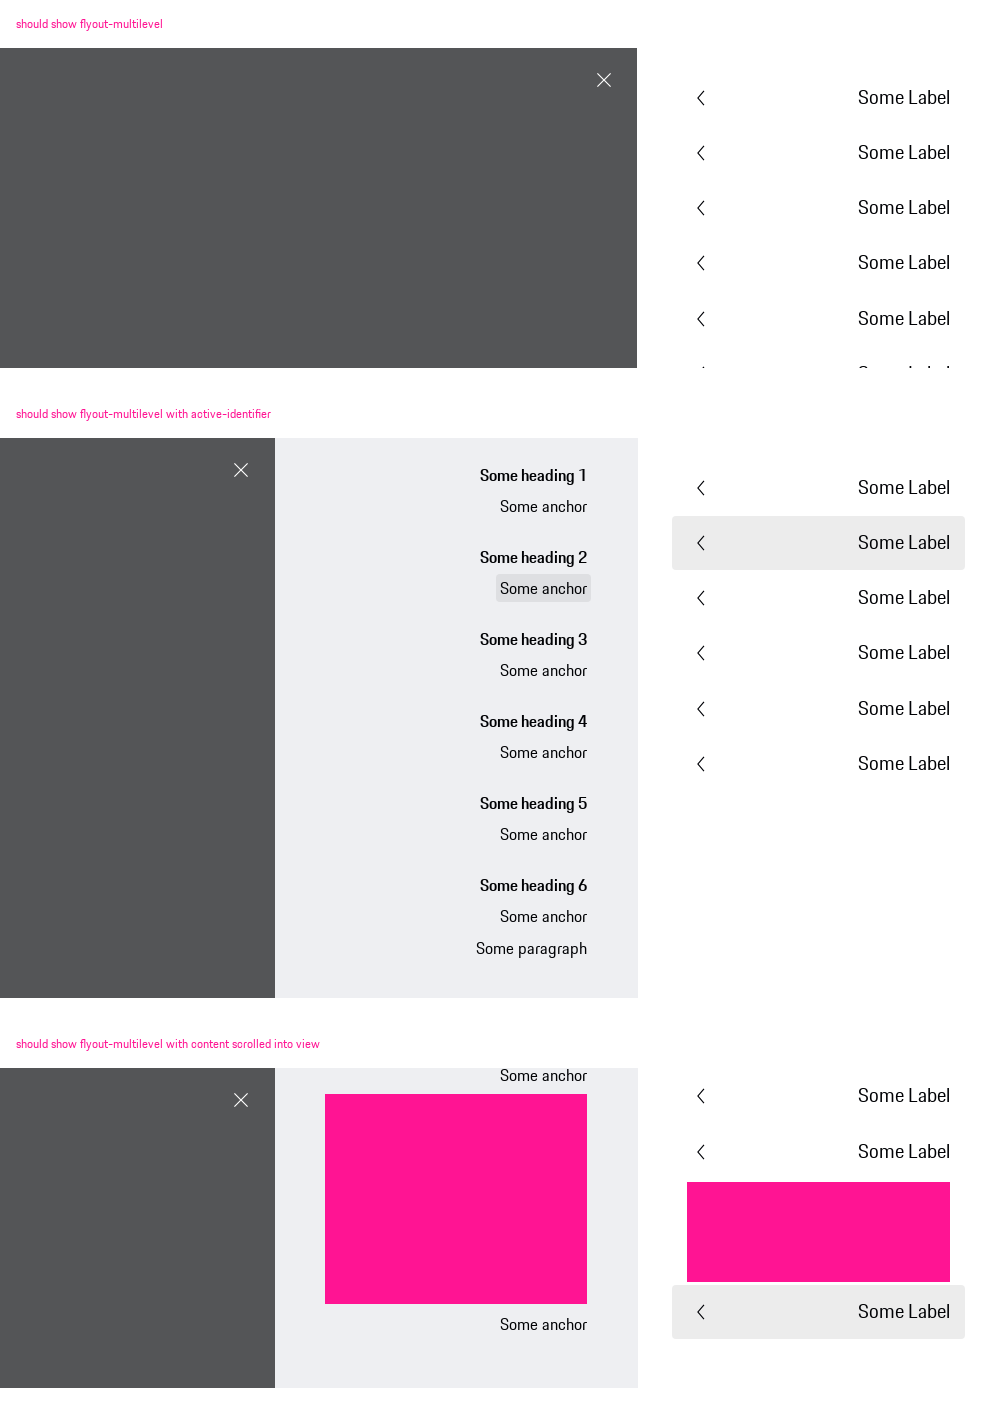 should show flyout-multilevel
Some Label
Some Label
Some Label
Some Label
Some Label
should show flyout-multilevel with active-identifier
Some heading 1
Some anchor
Some heading 2
Some anchor
Some heading 3
Some anchor
Some heading 4
Some anchor
Some heading 5
Some anchor
Some heading 6
Some anchor
Some paragraph
Some Label
Some Label
Some Label
Some Label
Some Label
Some Label
should show flyout-multilevel with content scrolled into view
Some anchor
Some anchor
Some Label
Some Label
Some Label